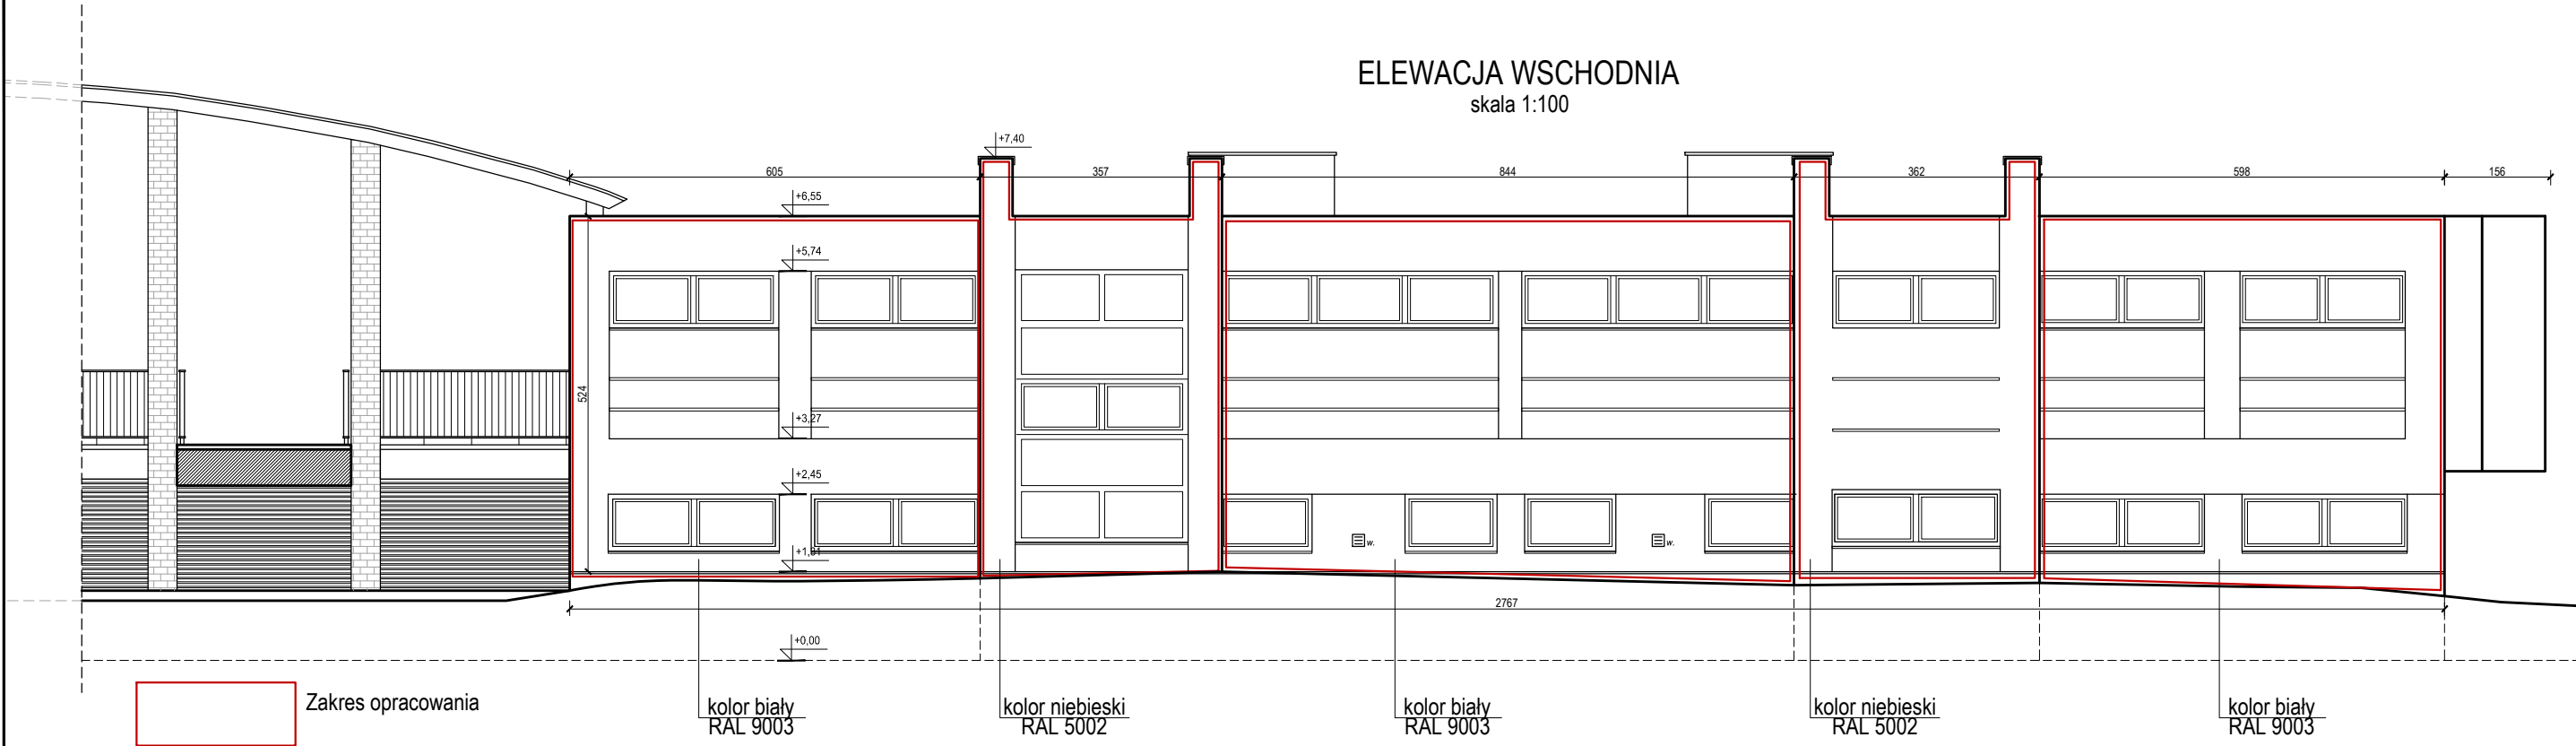 ELEWACJA WSCHODNIA
skala 1:100
+7,40
605
357
844
362
598
156
+6,55
+5,74
524
+3,27
+2,45
w.
w.
+1,31
2767
+0,00
Zakres opracowania
kolor biały
RAL 9003
kolor niebieski
RAL 5002
kolor biały
RAL 9003
kolor niebieski
RAL 5002
kolor biały
RAL 9003